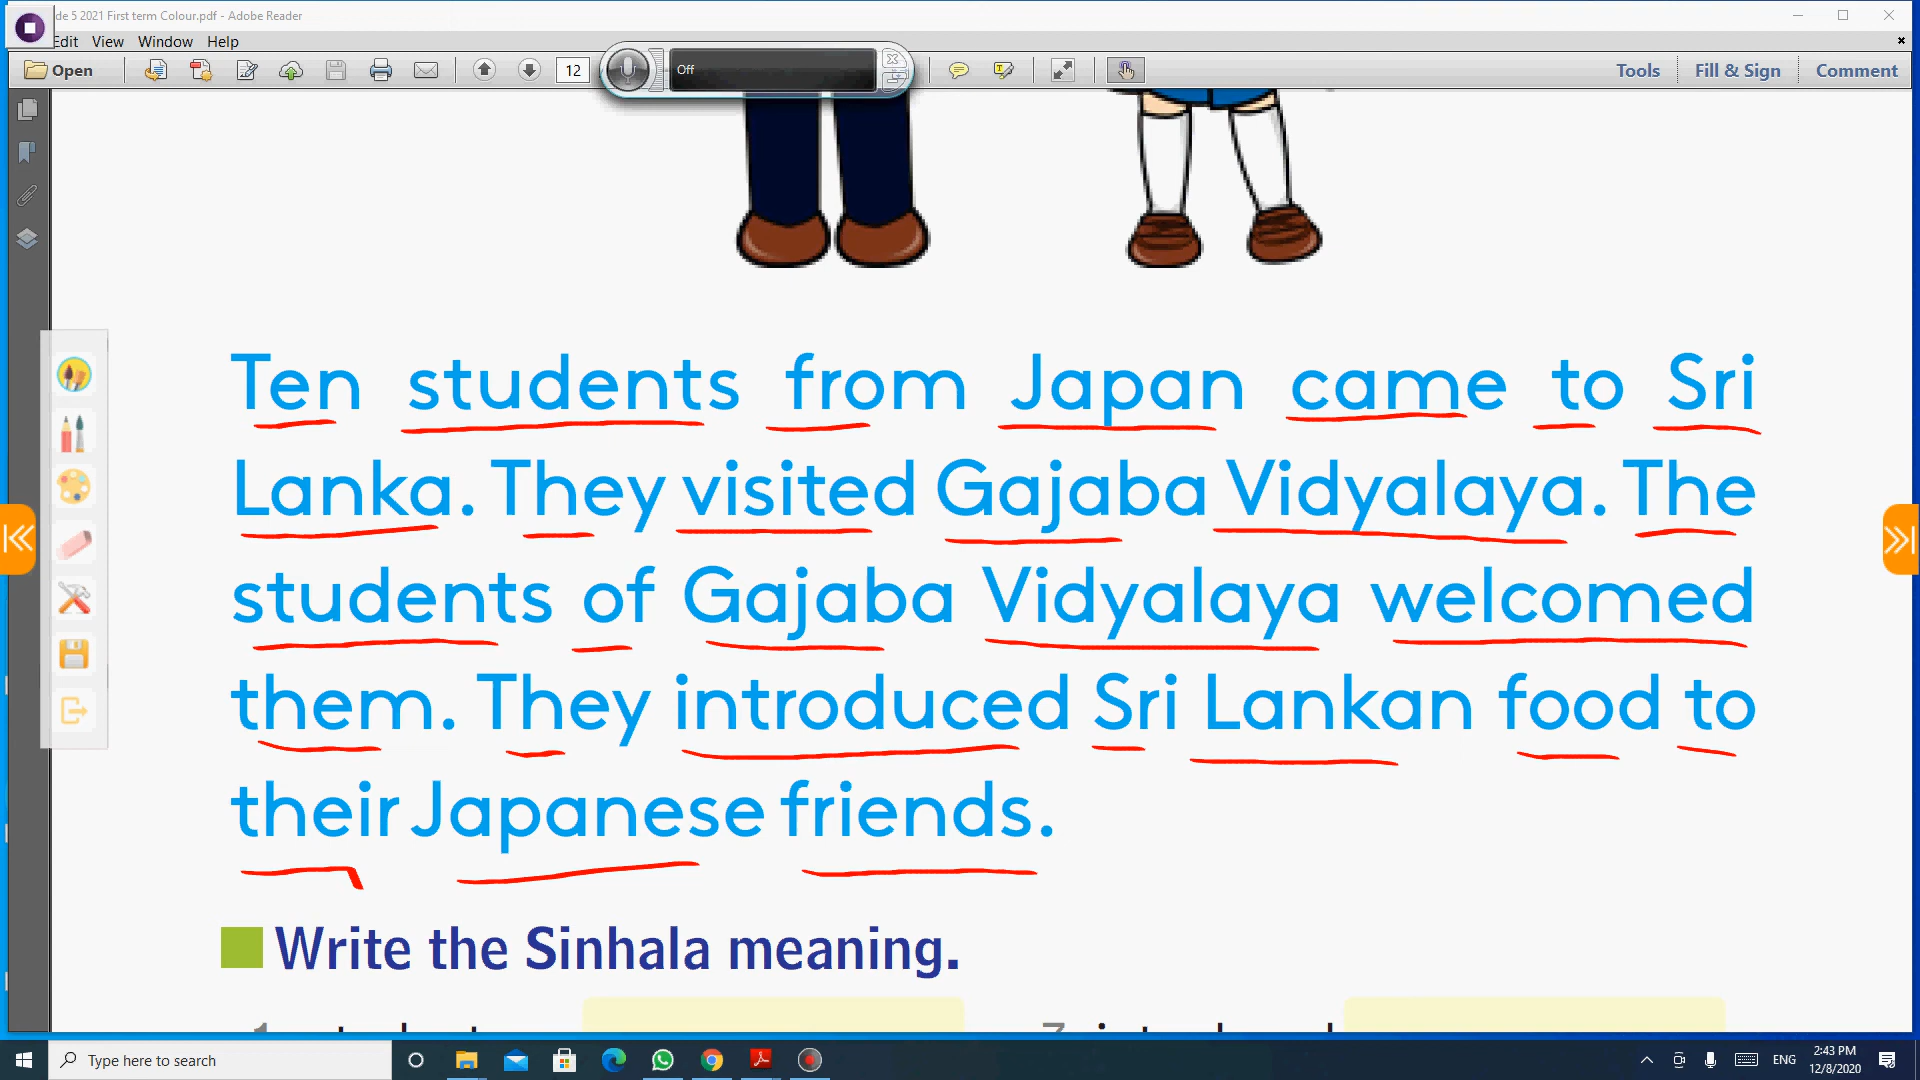 de 5 2021 First term Colour.pdf - Adobe Reader
Edit View Window Help
Open 12 Off Tools Fill & Sign Comment
Ten students from Japan came to Sri
Lanka. They visited Gajaba Vidyalaya. The
students of Gajaba Vidyalaya welcomed
them. They introduced Sri Lankan food to
their Japanese friends.
Write the Sinhala meaning.
Type here to search
ENG
2:43 PM
12/8/2020